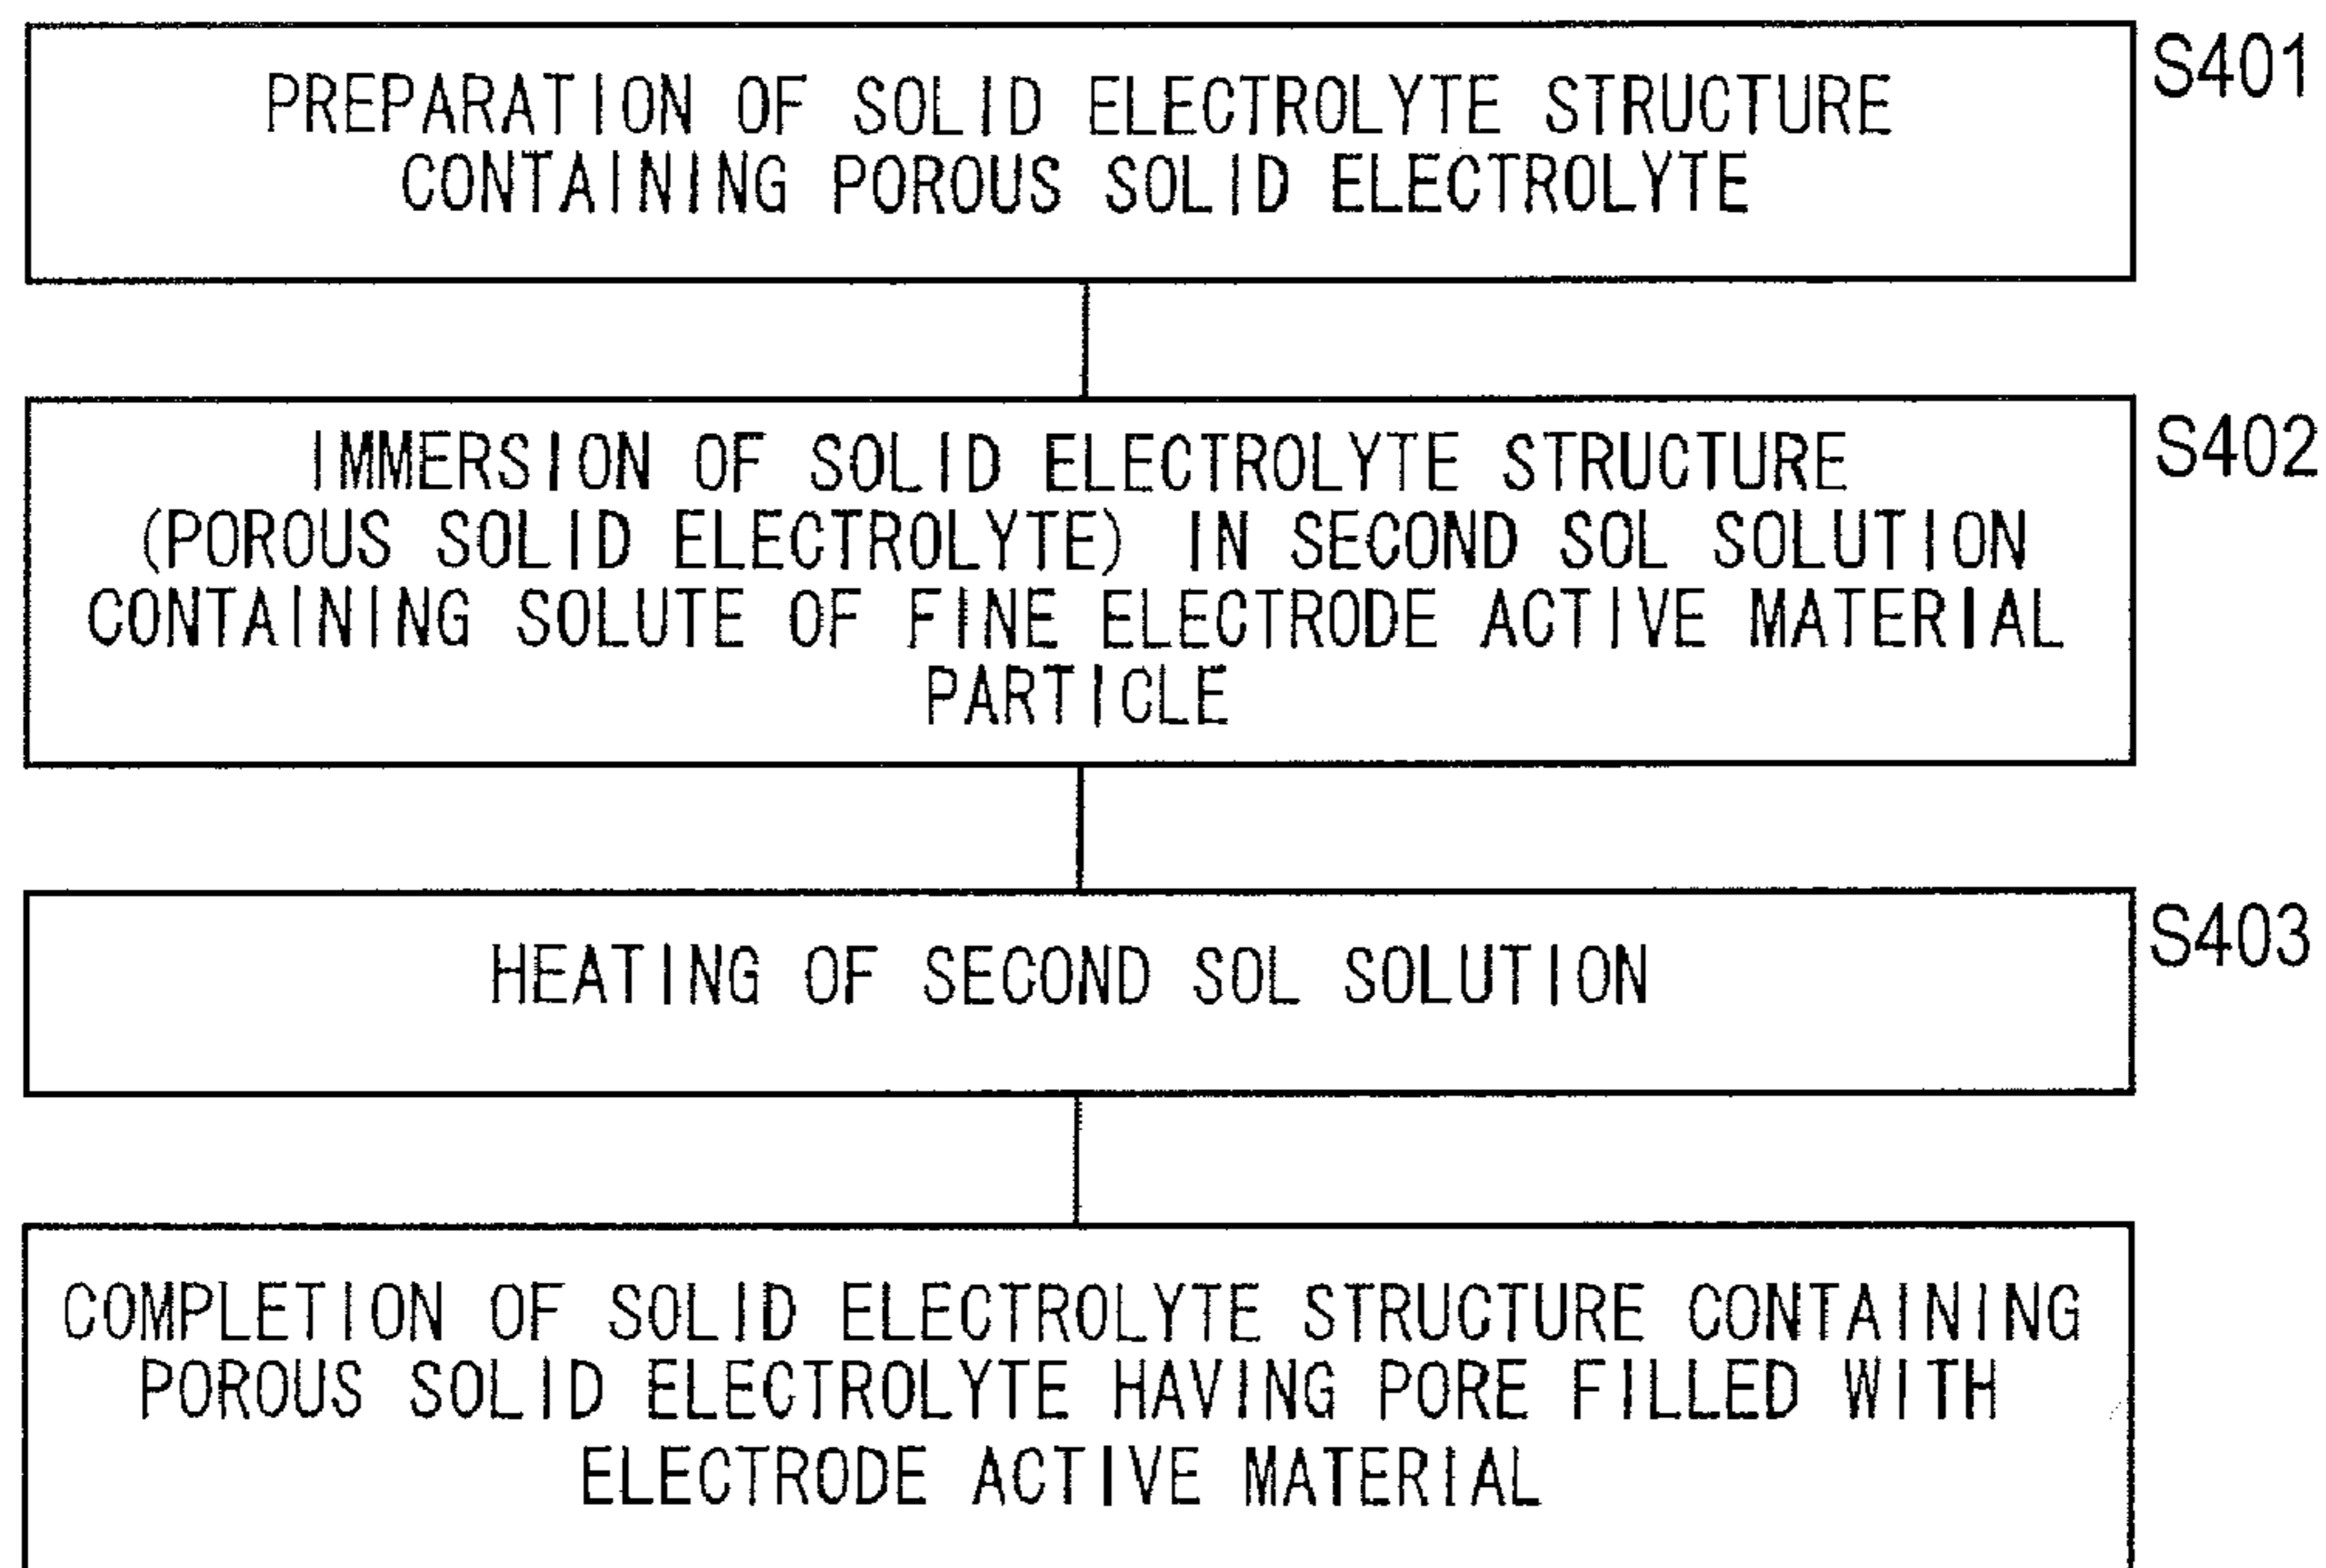 PREPARATION OF SOLID ELECTROLYTE STRUCTURE
CONTAINING POROUS SOLID ELECTROLYTE
S401
IMMERSION OF SOLID ELECTROLYTE STRUCTURE
(POROUS SOLID ELECTROLYTE) IN SECOND SOL SOLUTION
CONTAINING SOLUTE OF FINE ELECTRODE ACTIVE MATERIAL
PARTICLE
S402
HEATING OF SECOND SOL SOLUTION
S403
COMPLETION OF SOLID ELECTROLYTE STRUCTURE CONTAINING
POROUS SOLID ELECTROLYTE HAVING PORE FILLED WITH
ELECTRODE ACTIVE MATERIAL